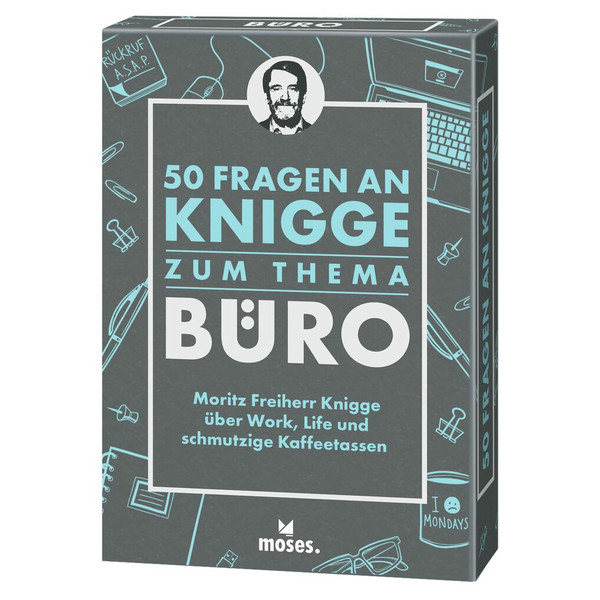 BÜRO
RÜCKRUF
A.S.A.P.
50 FRAGEN AN
KNIGGE
ZUM THEMA
BÜRO
Moritz Freiherr Knigge
über Work, Life und
schmutzige Kaffeetassen
I ☹
MONDAYS
moses.
50 FRAGEN AN KNIGGE